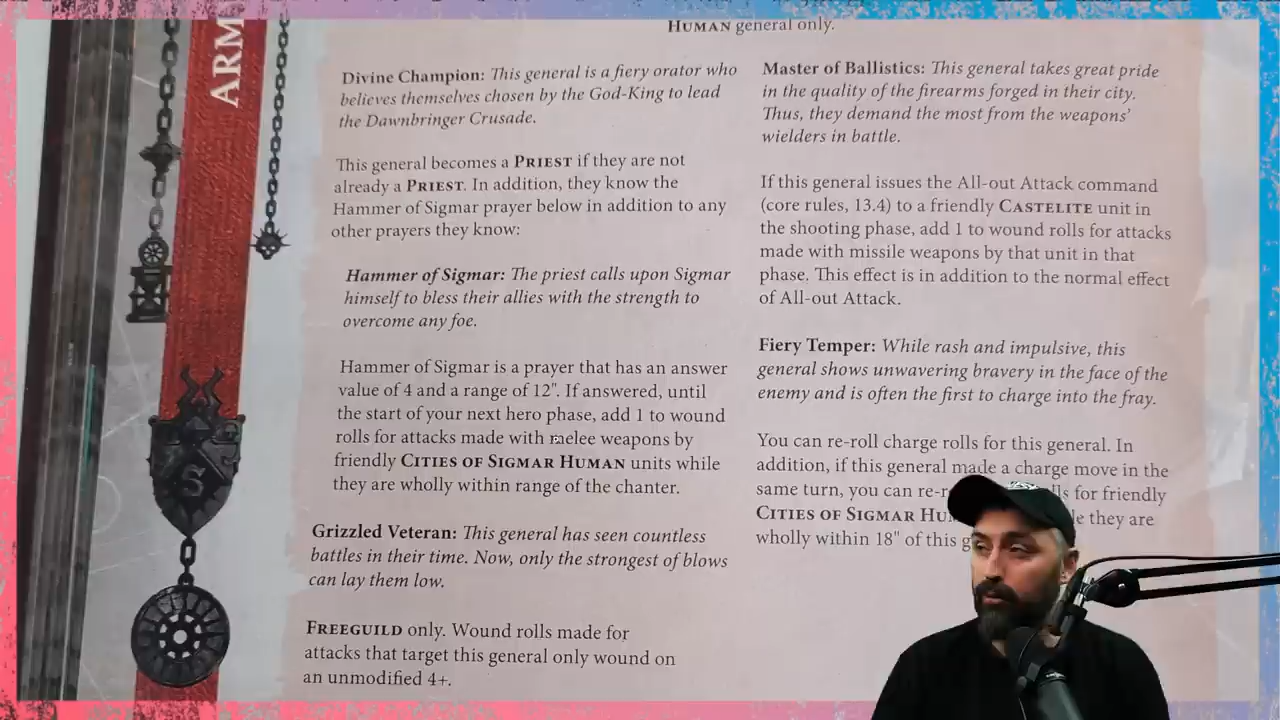 ARM
HUMAN general only.
Divine Champion: This general is a fiery orator who
believes themselves chosen by the God-King to lead
the Dawnbringer Crusade.
This general becomes a PRIEST if they are not
already a PRIEST. In addition, they know the
Hammer of Sigmar prayer below in addition to any
other prayers they know:
Hammer of Sigmar: The priest calls upon Sigmar
himself to bless their allies with the strength to
overcome any foe.
Hammer of Sigmar is a prayer that has an answer
value of 4 and a range of 12". If answered, until
the start of your next hero phase, add 1 to wound
rolls for attacks made with melee weapons by
friendly CITIES OF SIGMAR HUMAN units while
they are wholly within range of the chanter.
Grizzled Veteran: This general has seen countless
battles in their time. Now, only the strongest of blows
can lay them low.
FREEGUILD only. Wound rolls made for
attacks that target this general only wound on
an unmodified 4+.
Master of Ballistics: This general takes great pride
in the quality of the firearms forged in their city.
Thus, they demand the most from the weapons'
wielders in battle.
If this general issues the All-out Attack command
(core rules, 13.4) to a friendly CASTELITE unit in
the shooting phase, add 1 to wound rolls for attacks
made with missile weapons by that unit in that
phase. This effect is in addition to the normal effect
of All-out Attack.
Fiery Temper: While rash and impulsive, this
general shows unwavering bravery in the face of the
enemy and is often the first to charge into the fray.
You can re-roll charge rolls for this general. In
addition, if this general made a charge move in the
same turn, you can for friendly
CITIES OF SIGMAR they are
wholly within 18" of this
S